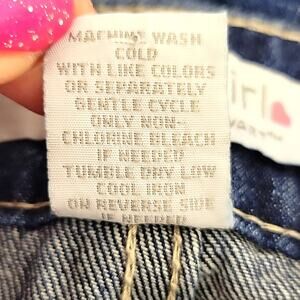 MACHINE WASH
COLD
WITH LIKE COLORS
OR SEPARATELY
GENTLE CYCLE
ONLY NON-
CHLORINE BLEACH
IF NEEDED
TUMBLE DRY LOW
COOL IRON
ON REVERSE SIDE
IF NEEDED
irl